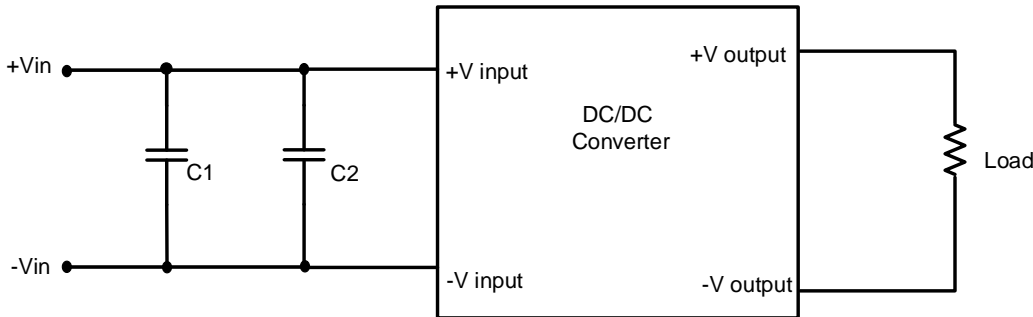 +Vin
+V input
+V output
DC/DC
Converter
C1
C2
Load
-Vin
-V input
-V output